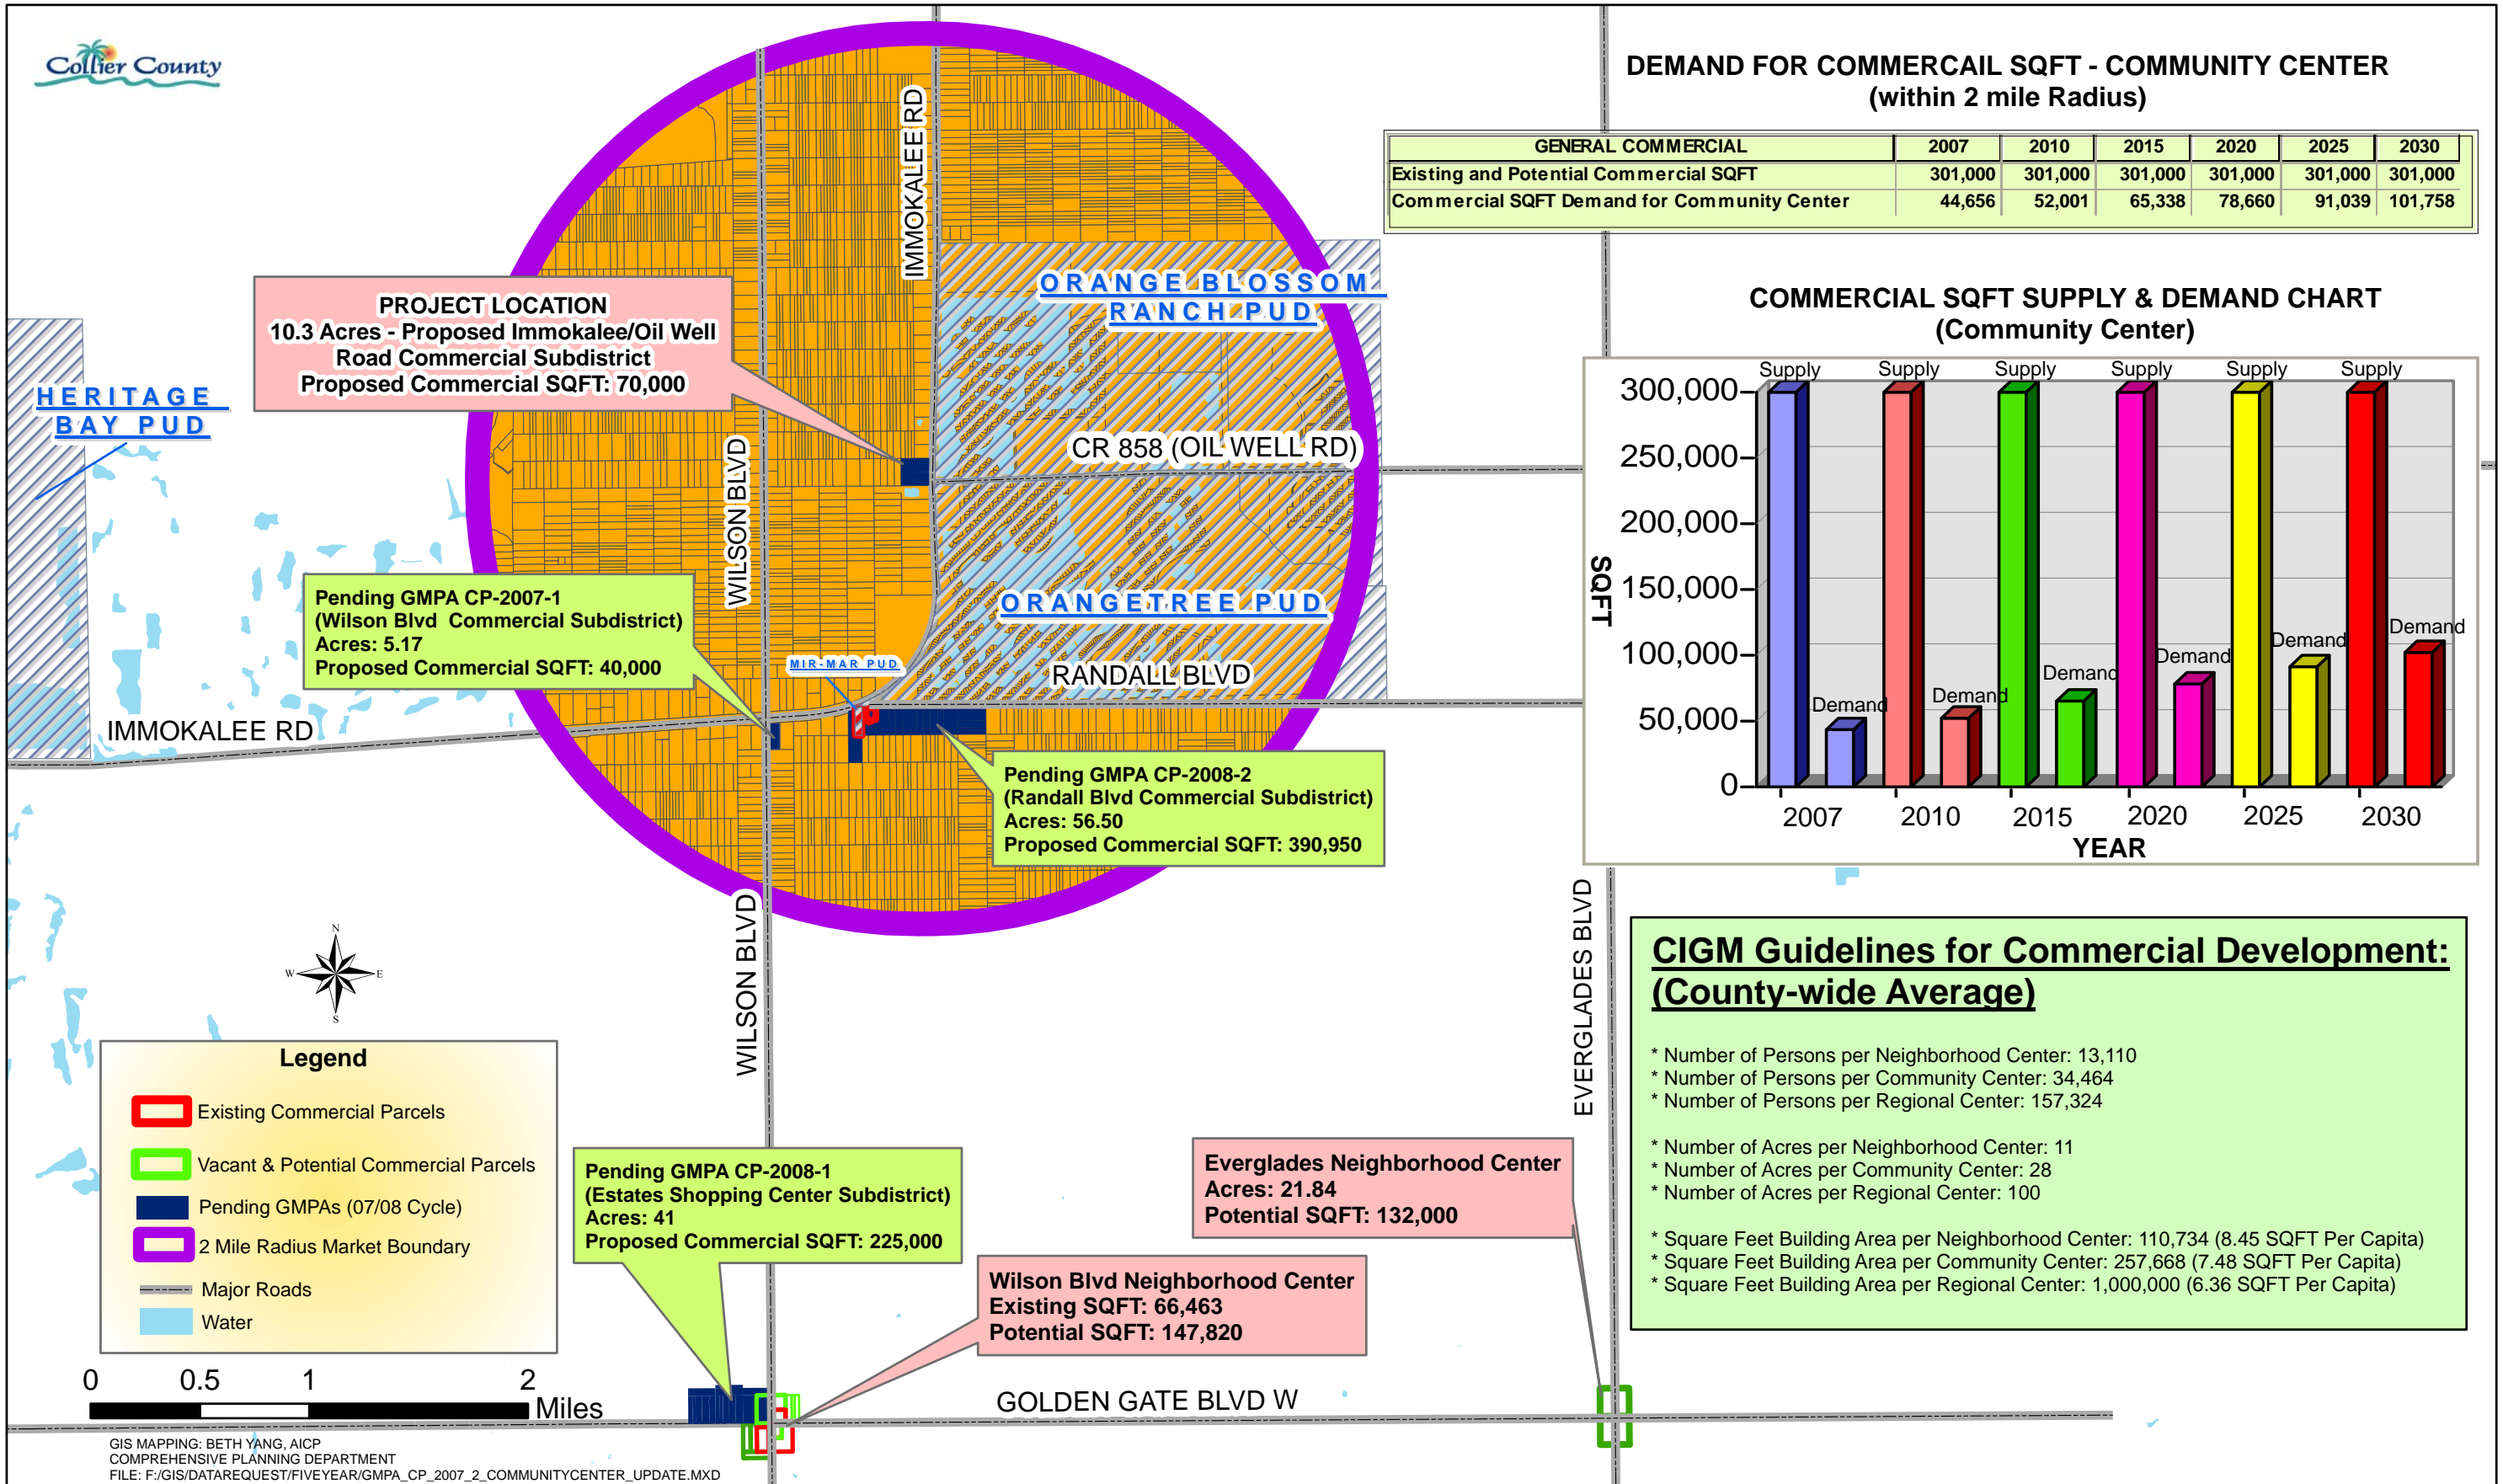 Collier County
DEMAND FOR COMMERCAIL SQFT - COMMUNITY CENTER
(within 2 mile Radius)
GENERAL COMMERCIAL 2007 2010 2015 2020 2025 2030
Existing and Potential Commercial SQFT 301,000 301,000 301,000 301,000 301,000 301,000
Commercial SQFT Demand for Community Center 44,656 52,001 65,338 78,660 91,039 101,758
COMMERCIAL SQFT SUPPLY & DEMAND CHART
(Community Center)
Supply Supply Supply Supply Supply Supply
300,000
250,000
200,000
150,000
100,000
50,000
0
SQFT
Demand Demand Demand Demand Demand Demand
2007 2010 2015 2020 2025 2030
YEAR
IMMOKALEE RD
PROJECT LOCATION
10.3 Acres - Proposed Immokalee/Oil Well
Road Commercial Subdistrict
Proposed Commercial SQFT: 70,000
ORANGE BLOSSOM
RANCH PUD
HERITAGE
BAY PUD
CR 858 (OIL WELL RD)
WILSON BLVD
Pending GMPA CP-2007-1
(Wilson Blvd Commercial Subdistrict)
Acres: 5.17
Proposed Commercial SQFT: 40,000
ORANGETREE PUD
MIR-MAR PUD
RANDALL BLVD
IMMOKALEE RD
Pending GMPA CP-2008-2
(Randall Blvd Commercial Subdistrict)
Acres: 56.50
Proposed Commercial SQFT: 390,950
WILSON BLVD
EVERGLADES BLVD
N
W E
S
CIGM Guidelines for Commercial Development:
(County-wide Average)
* Number of Persons per Neighborhood Center: 13,110
* Number of Persons per Community Center: 34,464
* Number of Persons per Regional Center: 157,324
* Number of Acres per Neighborhood Center: 11
* Number of Acres per Community Center: 28
* Number of Acres per Regional Center: 100
* Square Feet Building Area per Neighborhood Center: 110,734 (8.45 SQFT Per Capita)
* Square Feet Building Area per Community Center: 257,668 (7.48 SQFT Per Capita)
* Square Feet Building Area per Regional Center: 1,000,000 (6.36 SQFT Per Capita)
Legend
Existing Commercial Parcels
Vacant & Potential Commercial Parcels
Pending GMPAs (07/08 Cycle)
2 Mile Radius Market Boundary
Major Roads
Water
Pending GMPA CP-2008-1
(Estates Shopping Center Subdistrict)
Acres: 41
Proposed Commercial SQFT: 225,000
Everglades Neighborhood Center
Acres: 21.84
Potential SQFT: 132,000
Wilson Blvd Neighborhood Center
Existing SQFT: 66,463
Potential SQFT: 147,820
0 0.5 1 2
Miles
GOLDEN GATE BLVD W
GIS MAPPING: BETH YANG, AICP
COMPREHENSIVE PLANNING DEPARTMENT
FILE: F:/GIS/DATAREQUEST/FIVEYEAR/GMPA_CP_2007_2_COMMUNITYCENTER_UPDATE.MXD